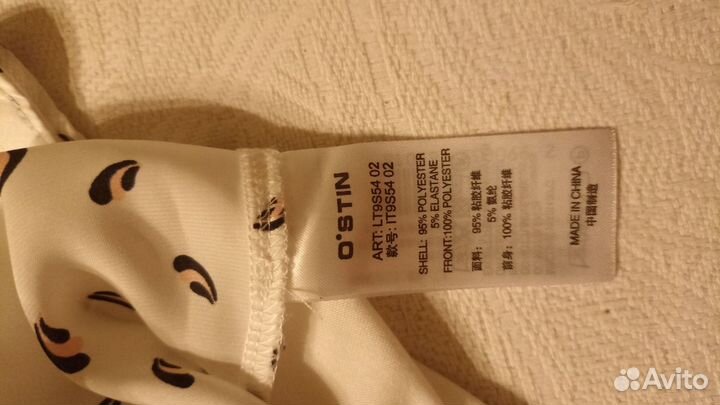 O'STIN
ART: LT9S54 02
款号: IT9S54 02
SHELL: 95% POLYESTER
5% ELASTANE
FRONT:100% POLYESTER
面料: 95% 粘胶纤维
5% 氨纶
前身: 100% 粘胶纤维
MADE IN CHINA
中国制造
Avito